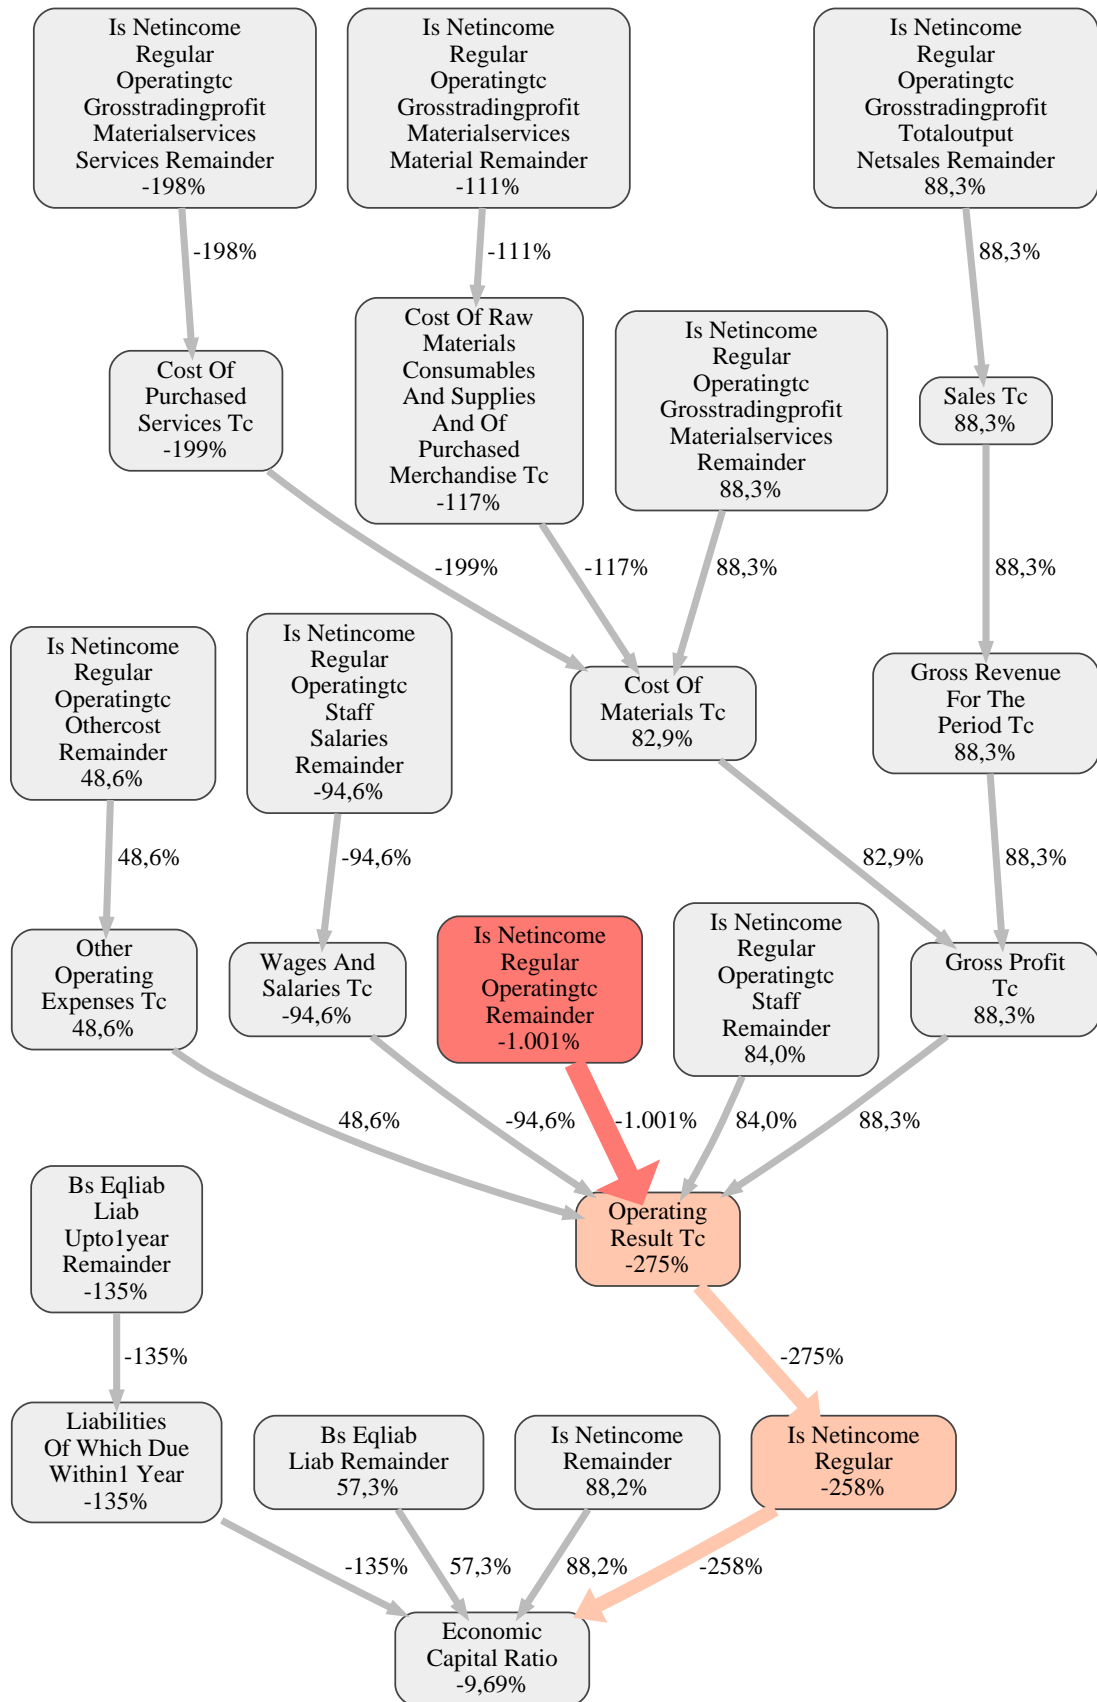 Is Netincome
Regular
Operatingtc
Grosstradingprofit
Materialservices
Services Remainder
-198%
Is Netincome
Regular
Operatingtc
Grosstradingprofit
Materialservices
Material Remainder
-111%
Is Netincome
Regular
Operatingtc
Grosstradingprofit
Totaloutput
Netsales Remainder
88,3%
-198%
-111%
88,3%
Cost Of
Purchased
Services Tc
-199%
Cost Of Raw
Materials
Consumables
And Supplies
And Of
Purchased
Merchandise Tc
-117%
Is Netincome
Regular
Operatingtc
Grosstradingprofit
Materialservices
Remainder
88,3%
Sales Tc
88,3%
-199%
-117%
88,3%
88,3%
Is Netincome
Regular
Operatingtc
Othercost
Remainder
48,6%
Is Netincome
Regular
Operatingtc
Staff
Salaries
Remainder
-94,6%
Cost Of
Materials Tc
82,9%
Gross Revenue
For The
Period Tc
88,3%
48,6%
-94,6%
82,9%
88,3%
Other
Operating
Expenses Tc
48,6%
Wages And
Salaries Tc
-94,6%
Is Netincome
Regular
Operatingtc
Remainder
-1.001%
Is Netincome
Regular
Operatingtc
Staff
Remainder
84,0%
Gross Profit
Tc
88,3%
48,6%
-94,6%
-1.001%
84,0%
88,3%
Bs Eqliab
Liab
Upto1year
Remainder
-135%
Operating
Result Tc
-275%
-135%
-275%
Liabilities
Of Which Due
Within1 Year
-135%
Bs Eqliab
Liab Remainder
57,3%
Is Netincome
Remainder
88,2%
Is Netincome
Regular
-258%
-135%
57,3%
88,2%
-258%
Economic
Capital Ratio
-9,69%